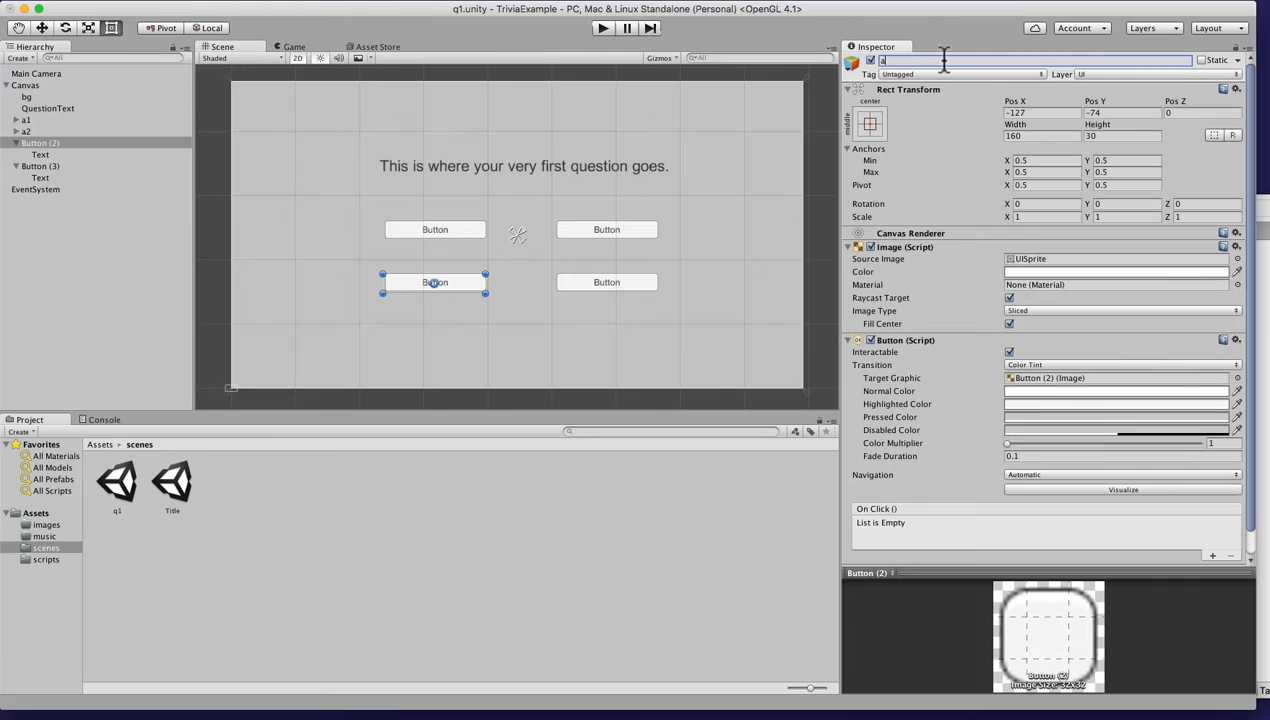 q1.unity - TriviaExample - PC, Mac & Linux Standalone (Personal) <OpenGL 4.1>
Pivot
Local
Account
Layers
Layout
Hierarchy
Create
All
Main Camera
Canvas
bg
QuestionText
a1
a2
Button (2)
Text
Button (3)
Text
EventSystem
Scene
Game
Asset Store
Shaded
2D
Gizmos
All
This is where your very first question goes.
Button
Button
Button
Button
Inspector
a
Static
Tag
Untagged
Layer
UI
Rect Transform
center
middle
Pos X
Pos Y
Pos Z
-127
-74
0
Width
Height
160
30
R
Anchors
Min
X
0.5
Y
0.5
Max
X
0.5
Y
0.5
Pivot
X
0.5
Y
0.5
Rotation
X
0
Y
0
Z
0
Scale
X
1
Y
1
Z
1
Canvas Renderer
Image (Script)
Source Image
UISprite
Color
Material
None (Material)
Raycast Target
Image Type
Sliced
Fill Center
Button (Script)
Interactable
Transition
Color Tint
Target Graphic
Button (2) (Image)
Normal Color
Highlighted Color
Pressed Color
Disabled Color
Color Multiplier
1
Fade Duration
0.1
Navigation
Automatic
Visualize
On Click ()
List is Empty
Button (2)
Button (2)
Image Size: 32x32
Project
Console
Create
Favorites
All Materials
All Models
All Prefabs
All Scripts
Assets
images
music
scenes
scripts
Assets
scenes
q1
Title